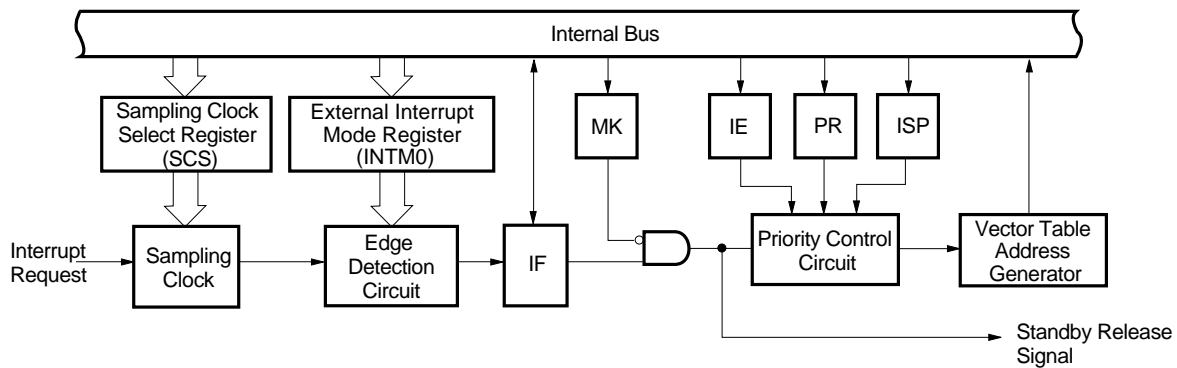 Internal Bus
Sampling Clock
Select Register
(SCS)
External Interrupt
Mode Register
(INTM0)
MK
IE
PR
ISP
Interrupt
Request
Sampling
Clock
Edge
Detection
Circuit
IF
Priority Control
Circuit
Vector Table
Address
Generator
Standby Release
Signal